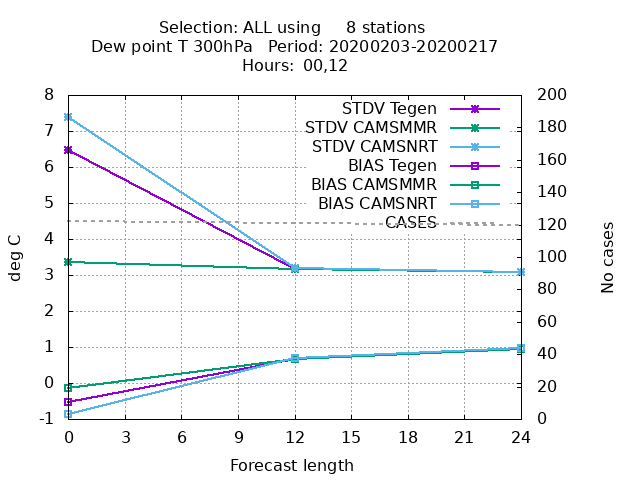 Selection: ALL using     8 stations
Dew point T 300hPa   Period: 20200203-20200217
Hours: 00,12
STDV Tegen
STDV CAMSMMR
STDV CAMSNRT
BIAS Tegen
BIAS CAMSMMR
BIAS CAMSNRT
CASES
deg C
8
7
6
5
4
3
2
1
0
-1
200
180
160
140
120
100
80
60
40
20
0
No cases
0 3 6 9 12 15 18 21 24
Forecast length